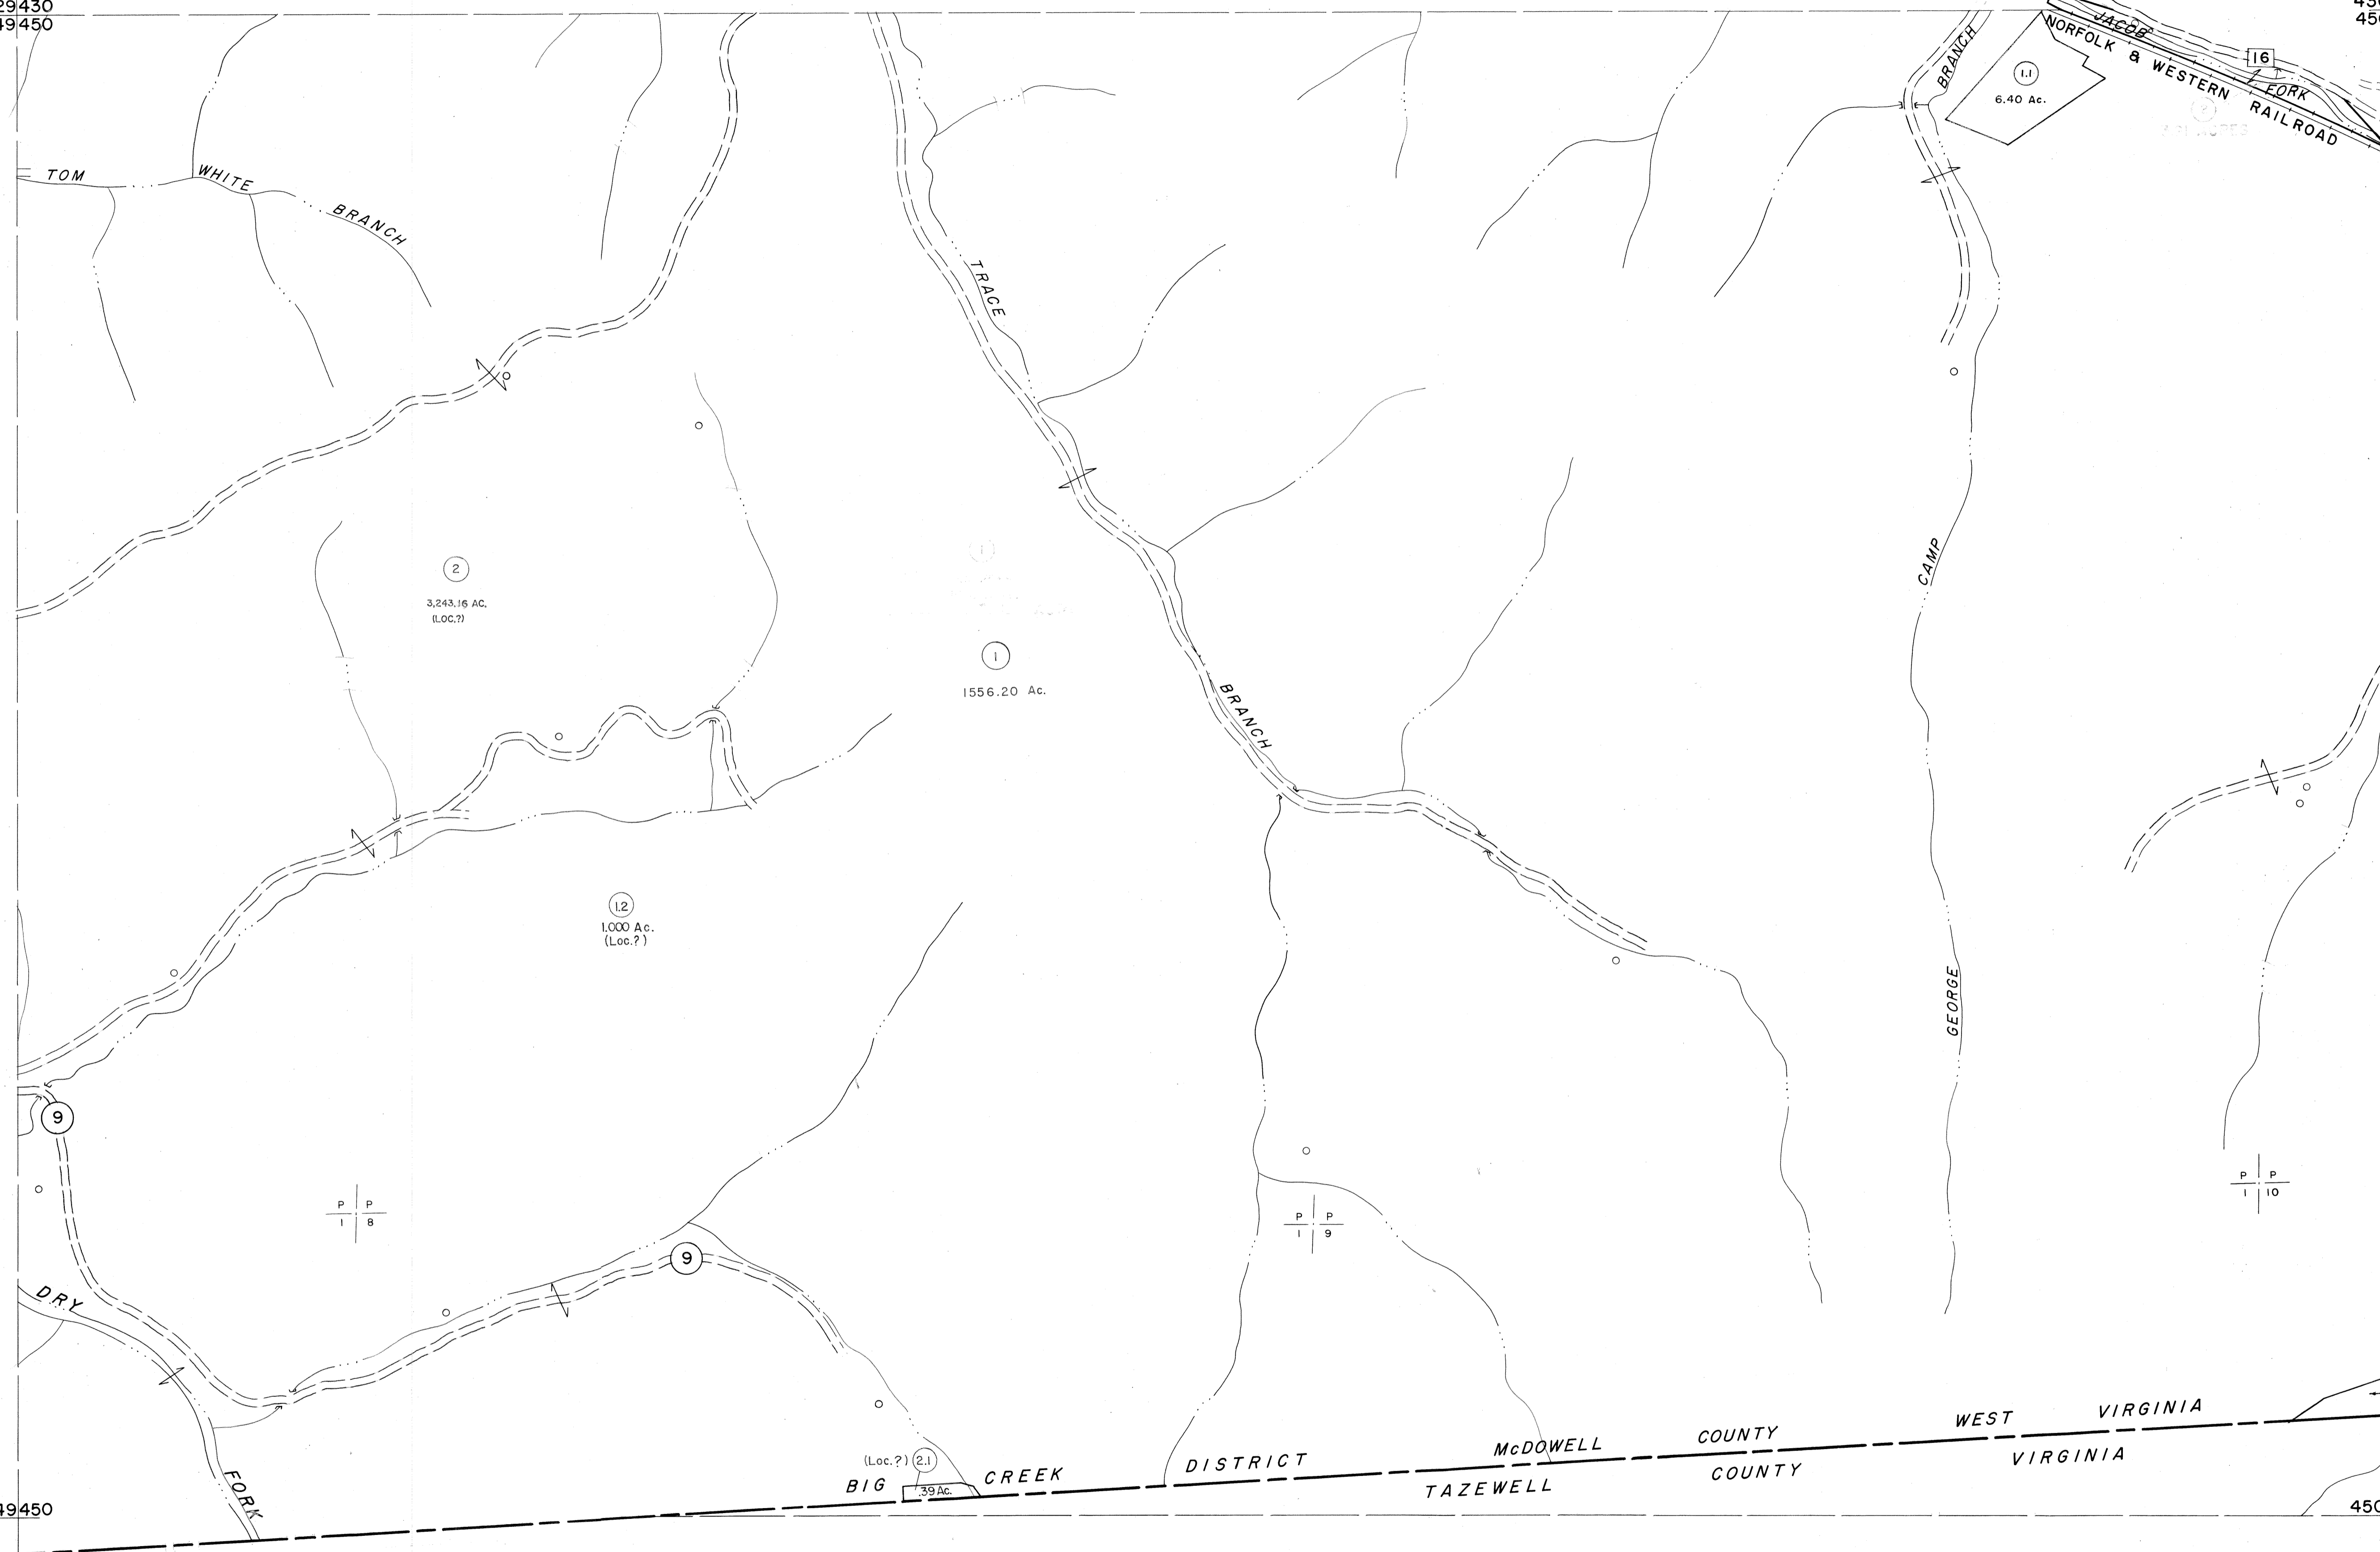 29430
49450
430
450
JACOB
FORK
16
NORFOLK & WESTERN RAILROAD
1.1
6.40 Ac.
BRANCH
TOM WHITE BRANCH
TRACE
BRANCH
CAMP
GEORGE
2
3,243.16 AC.
(LOC.?)
1
1556.20 Ac.
1.2
1.000 Ac.
(Loc.?)
9
P P
1 8
P P
1 9
P P
1 10
9
DRY
FORK
(Loc.?) 2.1
.39 Ac.
BIG CREEK DISTRICT McDOWELL COUNTY WEST VIRGINIA
TAZEWELL COUNTY VIRGINIA
49450
450